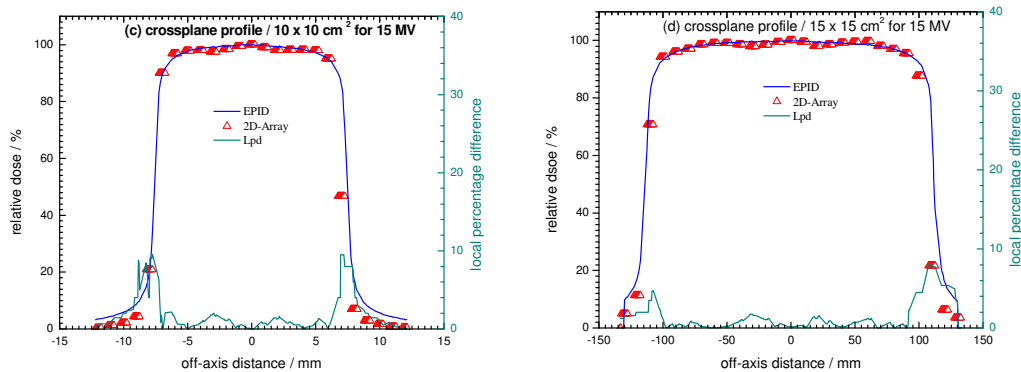 (c) crossplane profile / 10 x 10 cm² for 15 MV
relative dose / %
100
80
60
40
20
0
EPID
2D-Array
Lpd
40
30
20
10
0
local percentage difference
-15
-10
-5
0
5
10
15
off-axis distance / mm
(d) crossplane profile / 15 x 15 cm² for 15 MV
relative dsoe / %
100
80
60
40
20
0
EPID
2D-Array
Lpd
40
30
20
10
0
local percentage difference
-150
-100
-50
0
50
100
150
off-axis distance / mm